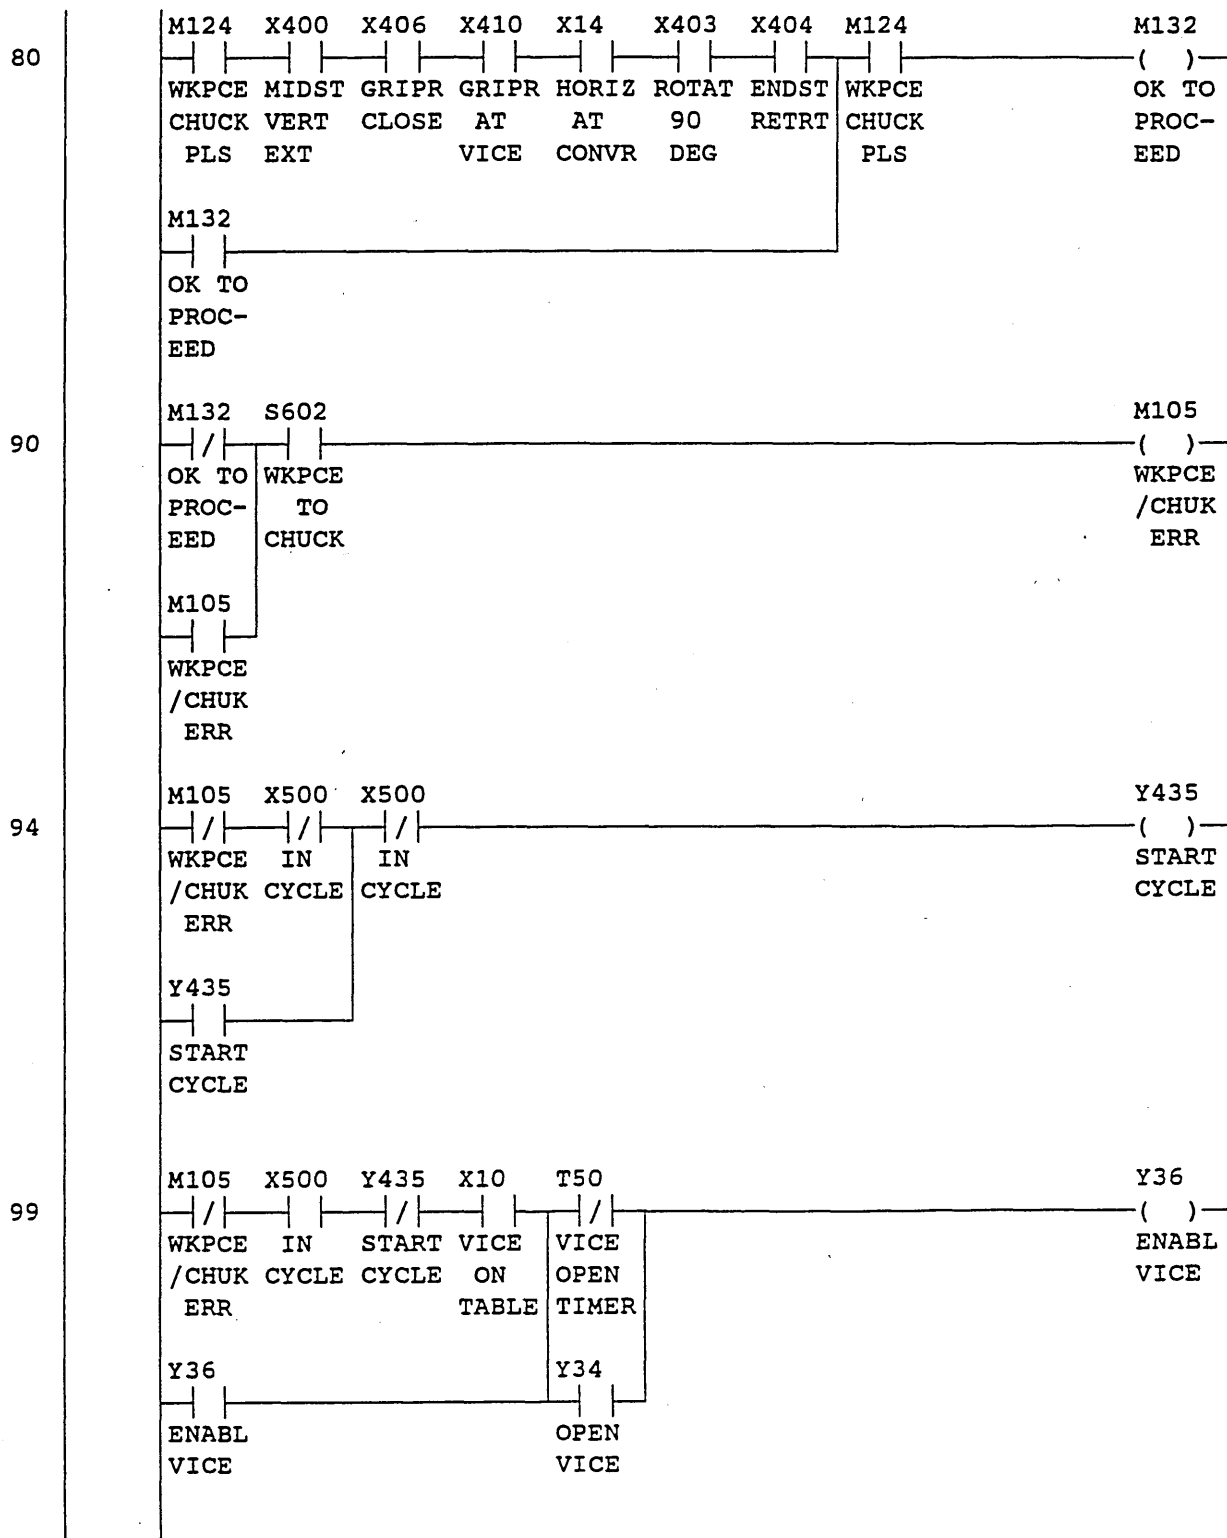 M124 X400 X406 X410 X14 X403 X404 M124 M132
80 ( )
WKPCE MIDST GRIPR GRIPR HORIZ ROTAT ENDST WKPCE OK TO
CHUCK VERT CLOSE AT AT 90 RETRT CHUCK PROC-
PLS EXT VICE CONVR DEG PLS EED
M132
OK TO
PROC-
EED
M132 S602 M105
90 / ( )
OK TO WKPCE WKPCE
PROC- TO /CHUK
EED CHUCK ERR
M105
WKPCE
/CHUK
ERR
M105 X500 X500 Y435
94 / / / ( )
WKPCE IN IN START
/CHUK CYCLE CYCLE CYCLE
ERR
Y435
START
CYCLE
M105 X500 Y435 X10 T50 Y36
99 / / / ( )
WKPCE IN START VICE VICE ENABL
/CHUK CYCLE CYCLE ON OPEN VICE
ERR TABLE TIMER
Y36 Y34
ENABL OPEN
VICE VICE